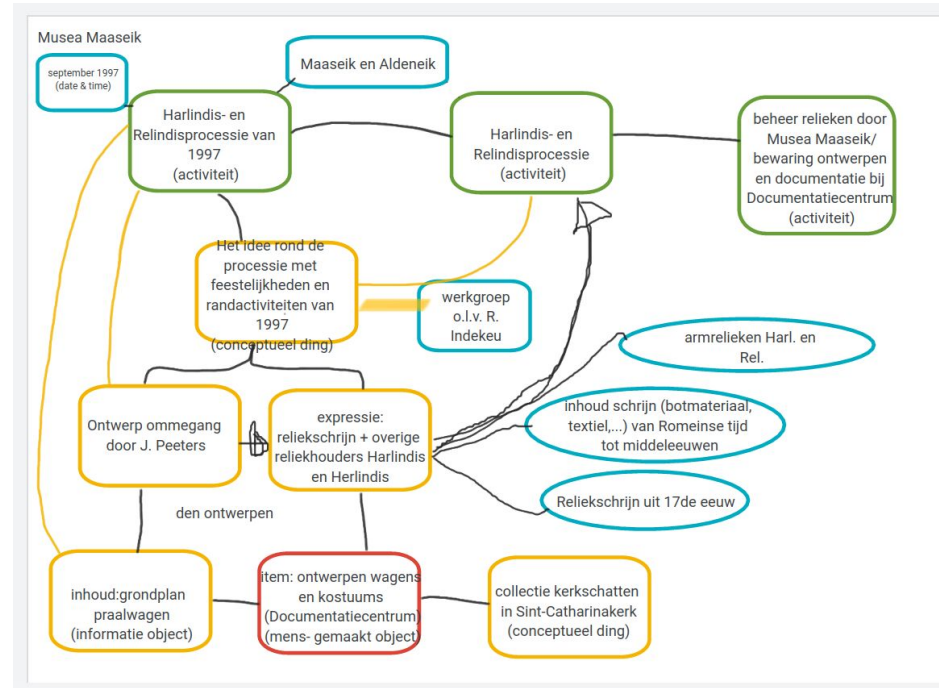 Musea Maaseik
september 1997
(date & time)
Maaseik en Aldeneik
Harlindis- en
Relindisprocessie van
1997
(activiteit)
Harlindis- en
Relindisprocessie
(activiteit)
beheer relieken door
Musea Maaseik/
bewaring ontwerpen
en documentatie bij
Documentatiecentrum
(activiteit)
Het idee rond de
processie met
feestelijkheden en
randactiviteiten van
1997
(conceptueel ding)
werkgroep
o.l.v. R.
Indekeu
armrelieken Harl. en
Rel.
Ontwerp ommegang
door J. Peeters
expressie:
reliekschrijn + overige
reliekhouders Harlindis
en Herlindis
inhoud schrijn (botmateriaal,
textiel,...) van Romeinse tijd
tot middeleeuwen
Reliekschrijn uit 17de eeuw
den ontwerpen
inhoud:grondplan
praalwagen
(informatie object)
item: ontwerpen wagens
en kostuums
(Documentatiecentrum)
(mens- gemaakt object)
collectie kerkschatten
in Sint-Catharinakerk
(conceptueel ding)